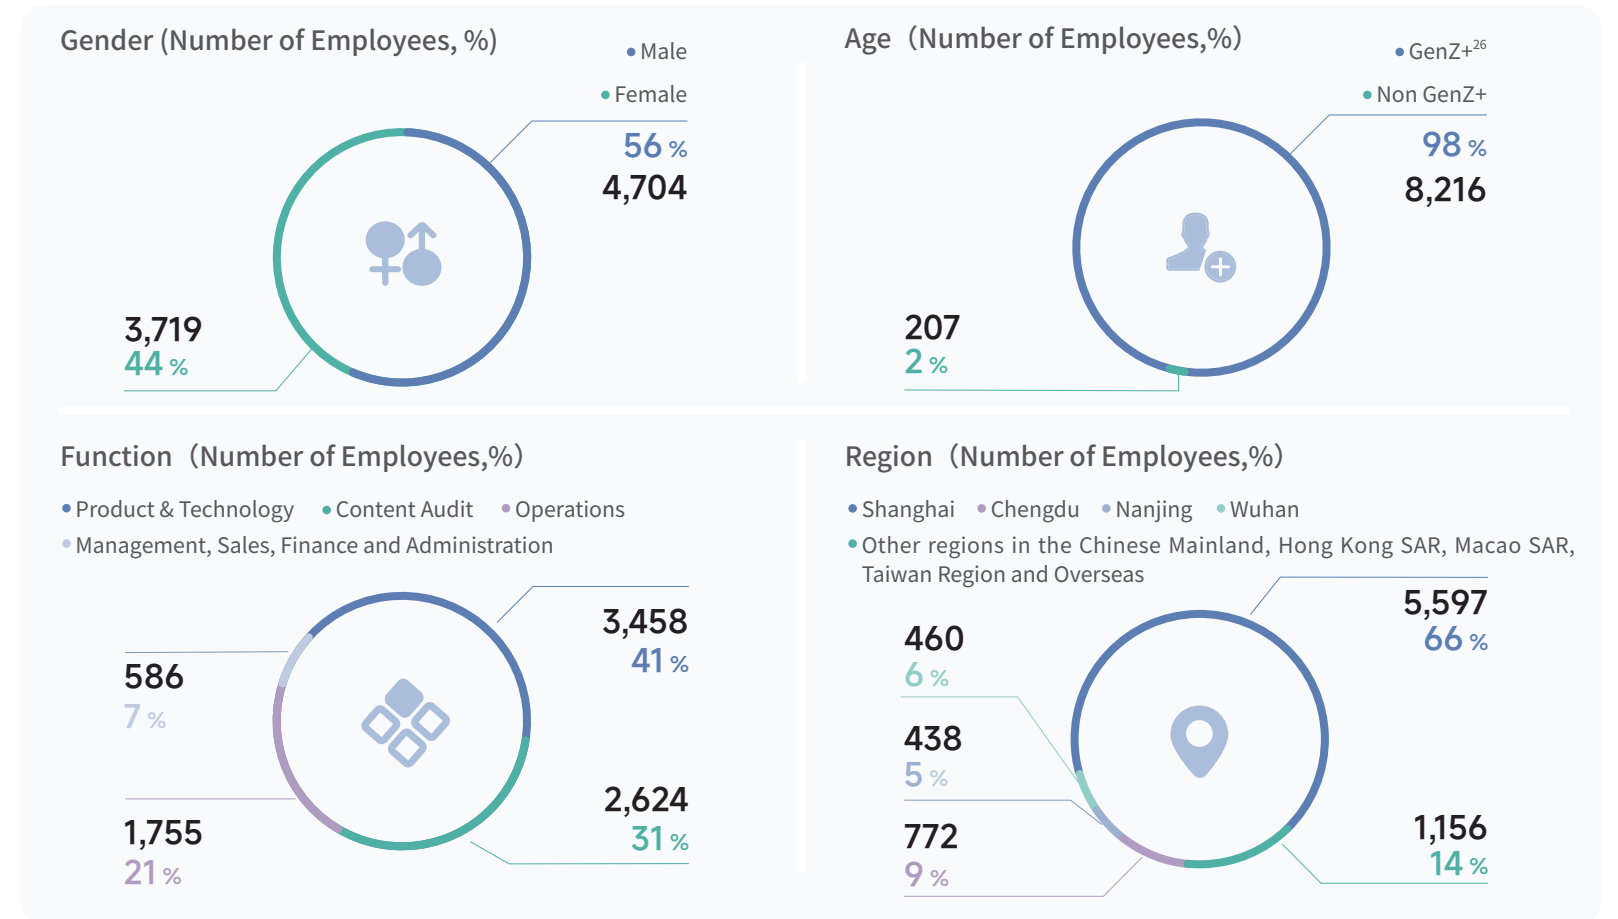 Gender (Number of Employees, %)
Male
Female
56 %
4,704
3,719
44 %
Age（Number of Employees,%）
GenZ+26
Non GenZ+
98 %
8,216
207
2 %
Function（Number of Employees,%）
Product & Technology Content Audit Operations
Management, Sales, Finance and Administration
3,458
41 %
586
7 %
2,624
31 %
1,755
21 %
Region（Number of Employees,%）
Shanghai Chengdu Nanjing Wuhan
Other regions in the Chinese Mainland, Hong Kong SAR, Macao SAR,
Taiwan Region and Overseas
5,597
66 %
460
6 %
438
5 %
772
9 %
1,156
14 %